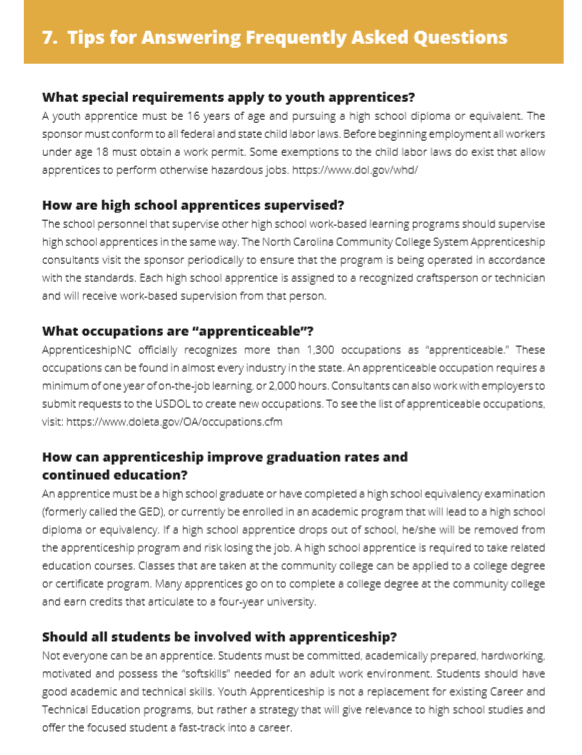 7. Tips for Answering Frequently Asked Questions
What special requirements apply to youth apprentices?
A youth apprentice must be 16 years of age and pursuing a high school diploma or equivalent. The
sponsor must conform to all federal and state child labor laws. Before beginning employment all workers
under age 18 must obtain a work permit. Some exemptions to the child labor laws do exist that allow
apprentices to perform otherwise hazardous jobs. https://www.dol.gov/whd/
How are high school apprentices supervised?
The school personnel that supervise other high school work-based learning programs should supervise
high school apprentices in the same way. The North Carolina Community College System Apprenticeship
consultants visit the sponsor periodically to ensure that the program is being operated in accordance
with the standards. Each high school apprentice is assigned to a recognized craftsperson or technician
and will receive work-based supervision from that person.
What occupations are “apprenticeable”?
ApprenticeshipNC officially recognizes more than 1,300 occupations as “apprenticeable.” These
occupations can be found in almost every industry in the state. An apprenticeable occupation requires a
minimum of one year of on-the-job learning, or 2,000 hours. Consultants can also work with employers to
submit requests to the USDOL to create new occupations. To see the list of apprenticeable occupations,
visit: https://www.doleta.gov/OA/occupations.cfm
How can apprenticeship improve graduation rates and
continued education?
An apprentice must be a high school graduate or have completed a high school equivalency examination
(formerly called the GED), or currently be enrolled in an academic program that will lead to a high school
diploma or equivalency. If a high school apprentice drops out of school, he/she will be removed from
the apprenticeship program and risk losing the job. A high school apprentice is required to take related
education courses. Classes that are taken at the community college can be applied to a college degree
or certificate program. Many apprentices go on to complete a college degree at the community college
and earn credits that articulate to a four-year university.
Should all students be involved with apprenticeship?
Not everyone can be an apprentice. Students must be committed, academically prepared, hardworking,
motivated and possess the “softskills” needed for an adult work environment. Students should have
good academic and technical skills. Youth Apprenticeship is not a replacement for existing Career and
Technical Education programs, but rather a strategy that will give relevance to high school studies and
offer the focused student a fast-track into a career.